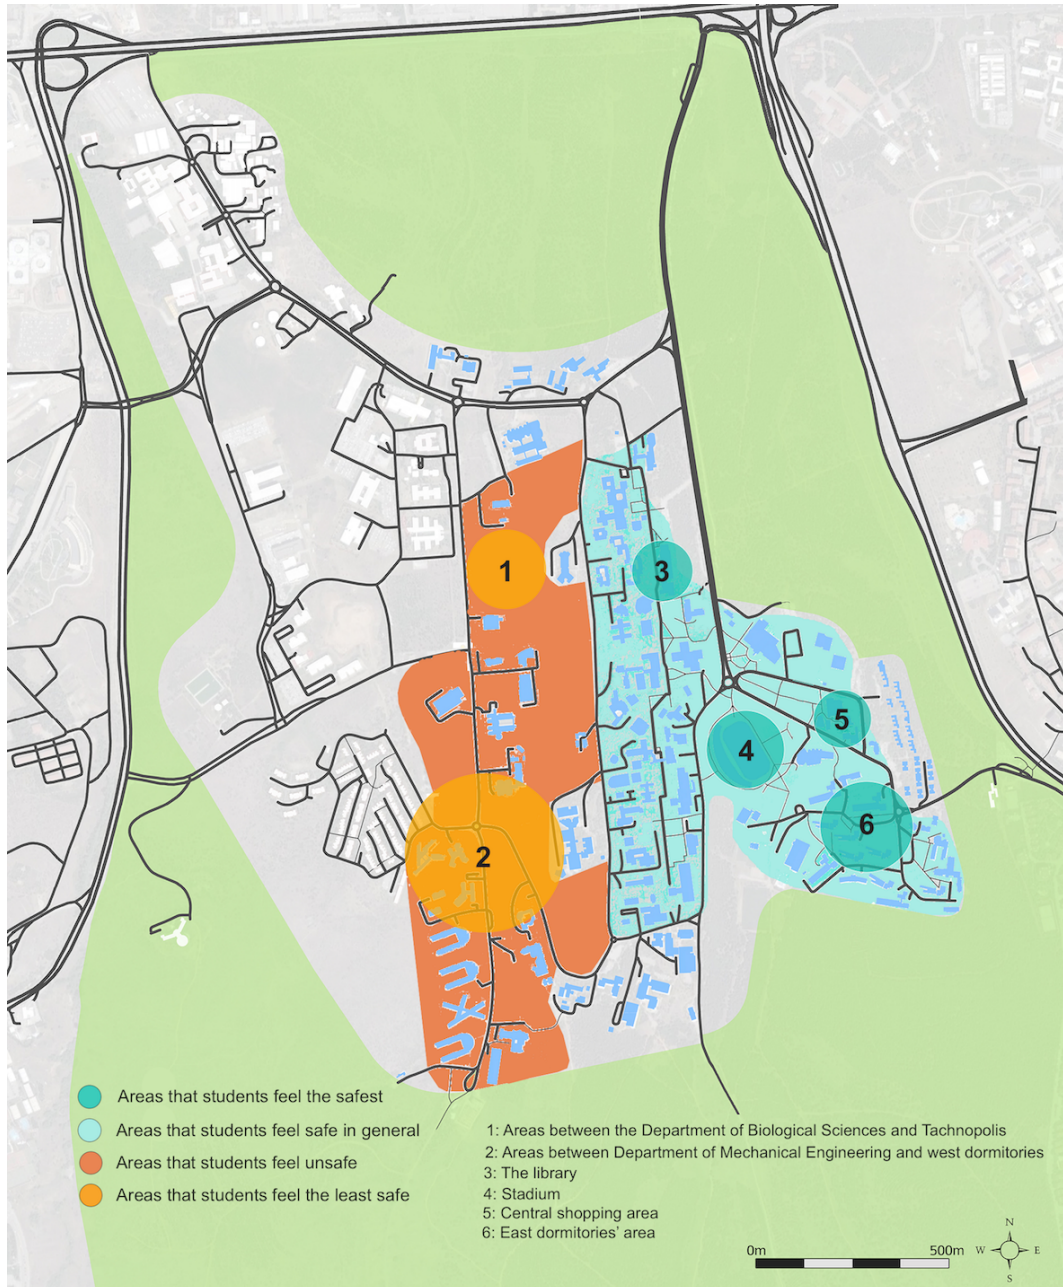 1
3
5
4
6
2
Areas that students feel the safest
Areas that students feel safe in general
Areas that students feel unsafe
Areas that students feel the least safe
1: Areas between the Department of Biological Sciences and Tachnopolis
2: Areas between Department of Mechanical Engineering and west dormitories
3: The library
4: Stadium
5: Central shopping area
6: East dormitories' area
0m 500m
N
W E
S